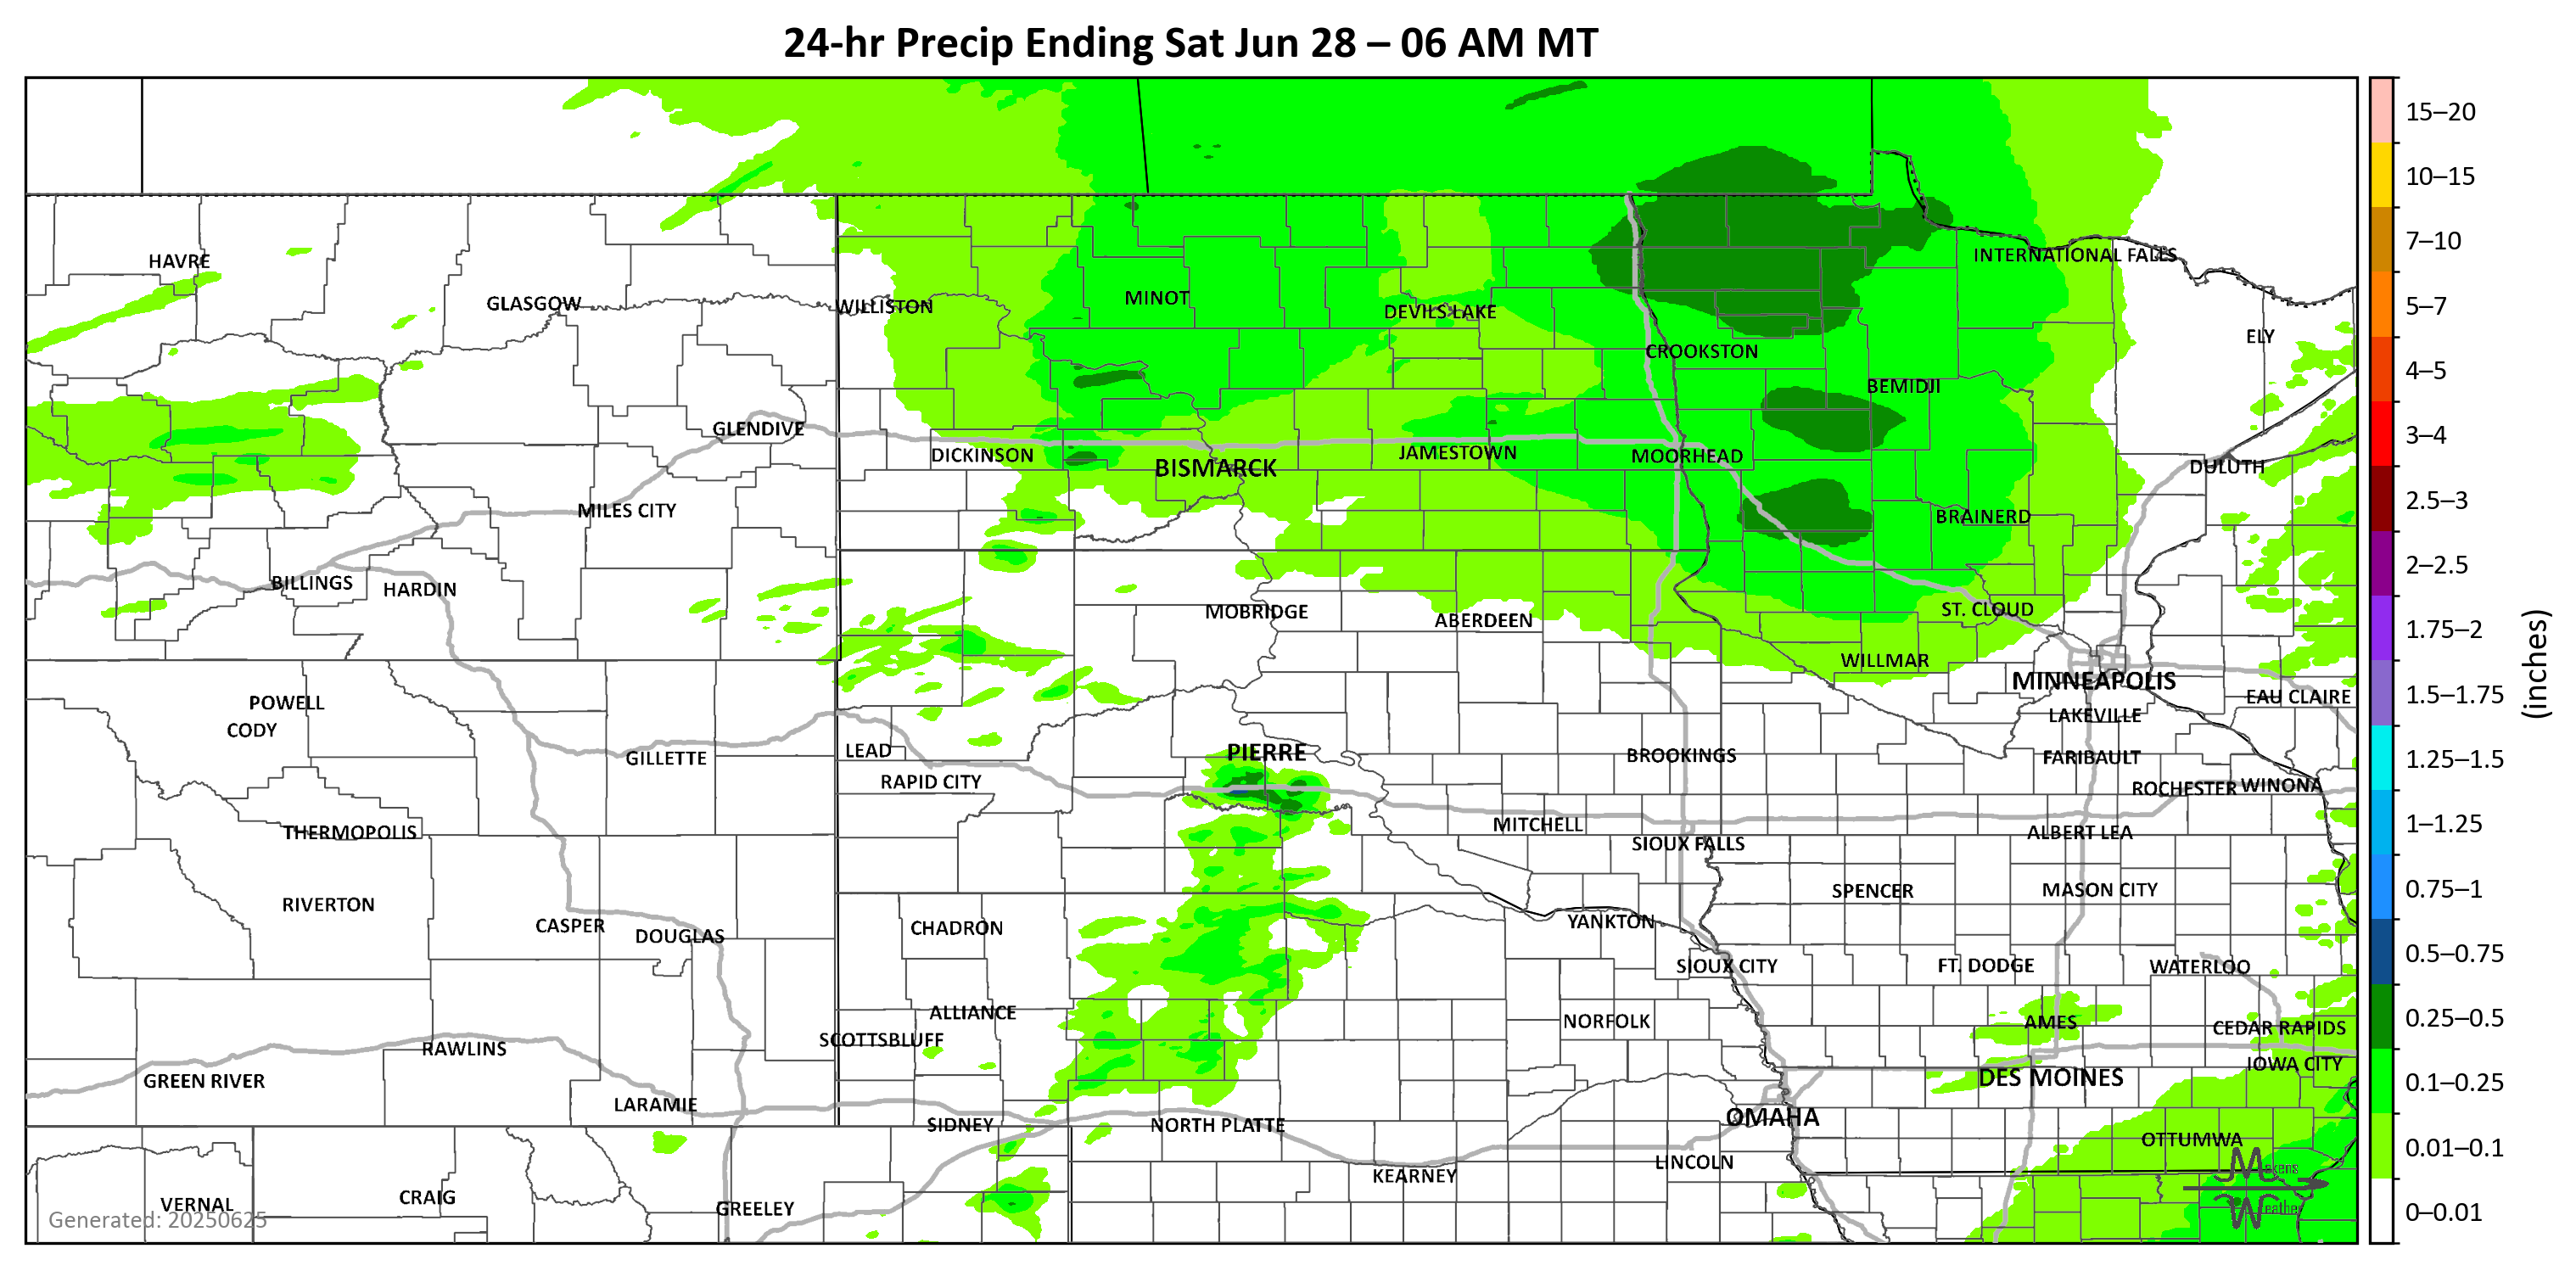 24-hr Precip Ending Sat Jun 28 – 06 AM MT
15–20
10–15
7–10
5–7
4–5
3–4
2.5–3
2–2.5
1.75–2
1.5–1.75
1.25–1.5
1–1.25
0.75–1
0.5–0.75
0.25–0.5
0.1–0.25
0.01–0.1
0–0.01
(inches)
HAVRE
GLASGOW
WILLISTON
MINOT
DEVILS LAKE
INTERNATIONAL FALLS
ELY
CROOKSTON
BEMIDJI
GLENDIVE
DICKINSON
BISMARCK
JAMESTOWN
MOORHEAD
DULUTH
MILES CITY
BRAINERD
BILLINGS
HARDIN
MOBRIDGE
ABERDEEN
ST. CLOUD
WILLMAR
MINNEAPOLIS
EAU CLAIRE
POWELL
CODY
LAKEVILLE
GILLETTE
LEAD
PIERRE
BROOKINGS
FARIBAULT
RAPID CITY
ROCHESTER
WINONA
THERMOPOLIS
MITCHELL
SIOUX FALLS
ALBERT LEA
RIVERTON
SPENCER
MASON CITY
CASPER
DOUGLAS
CHADRON
YANKTON
SIOUX CITY
FT. DODGE
WATERLOO
ALLIANCE
NORFOLK
AMES
CEDAR RAPIDS
SCOTTSBLUFF
RAWLINS
IOWA CITY
GREEN RIVER
DES MOINES
LARAMIE
SIDNEY
NORTH PLATTE
OMAHA
OTTUMWA
LINCOLN
KEARNEY
VERNAL
CRAIG
GREELEY
Generated: 20250625